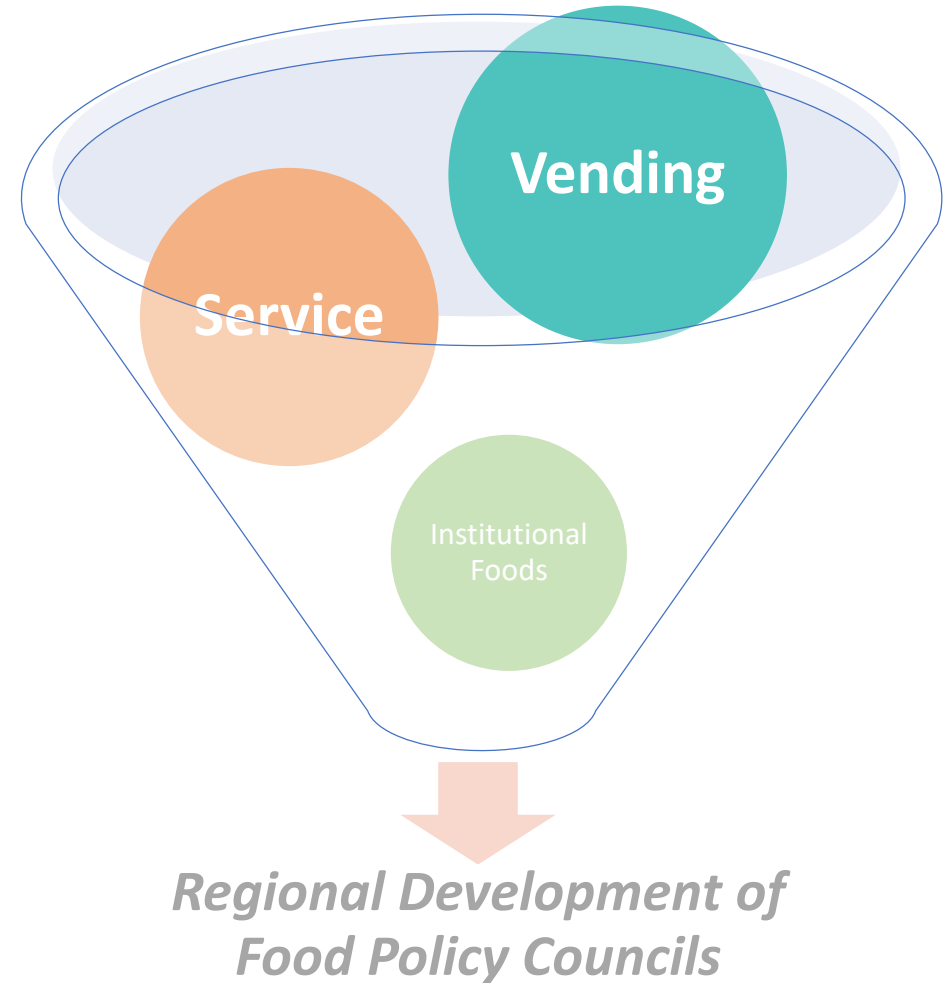 Vending
Service
Institutional
Foods
Regional Development of
Food Policy Councils